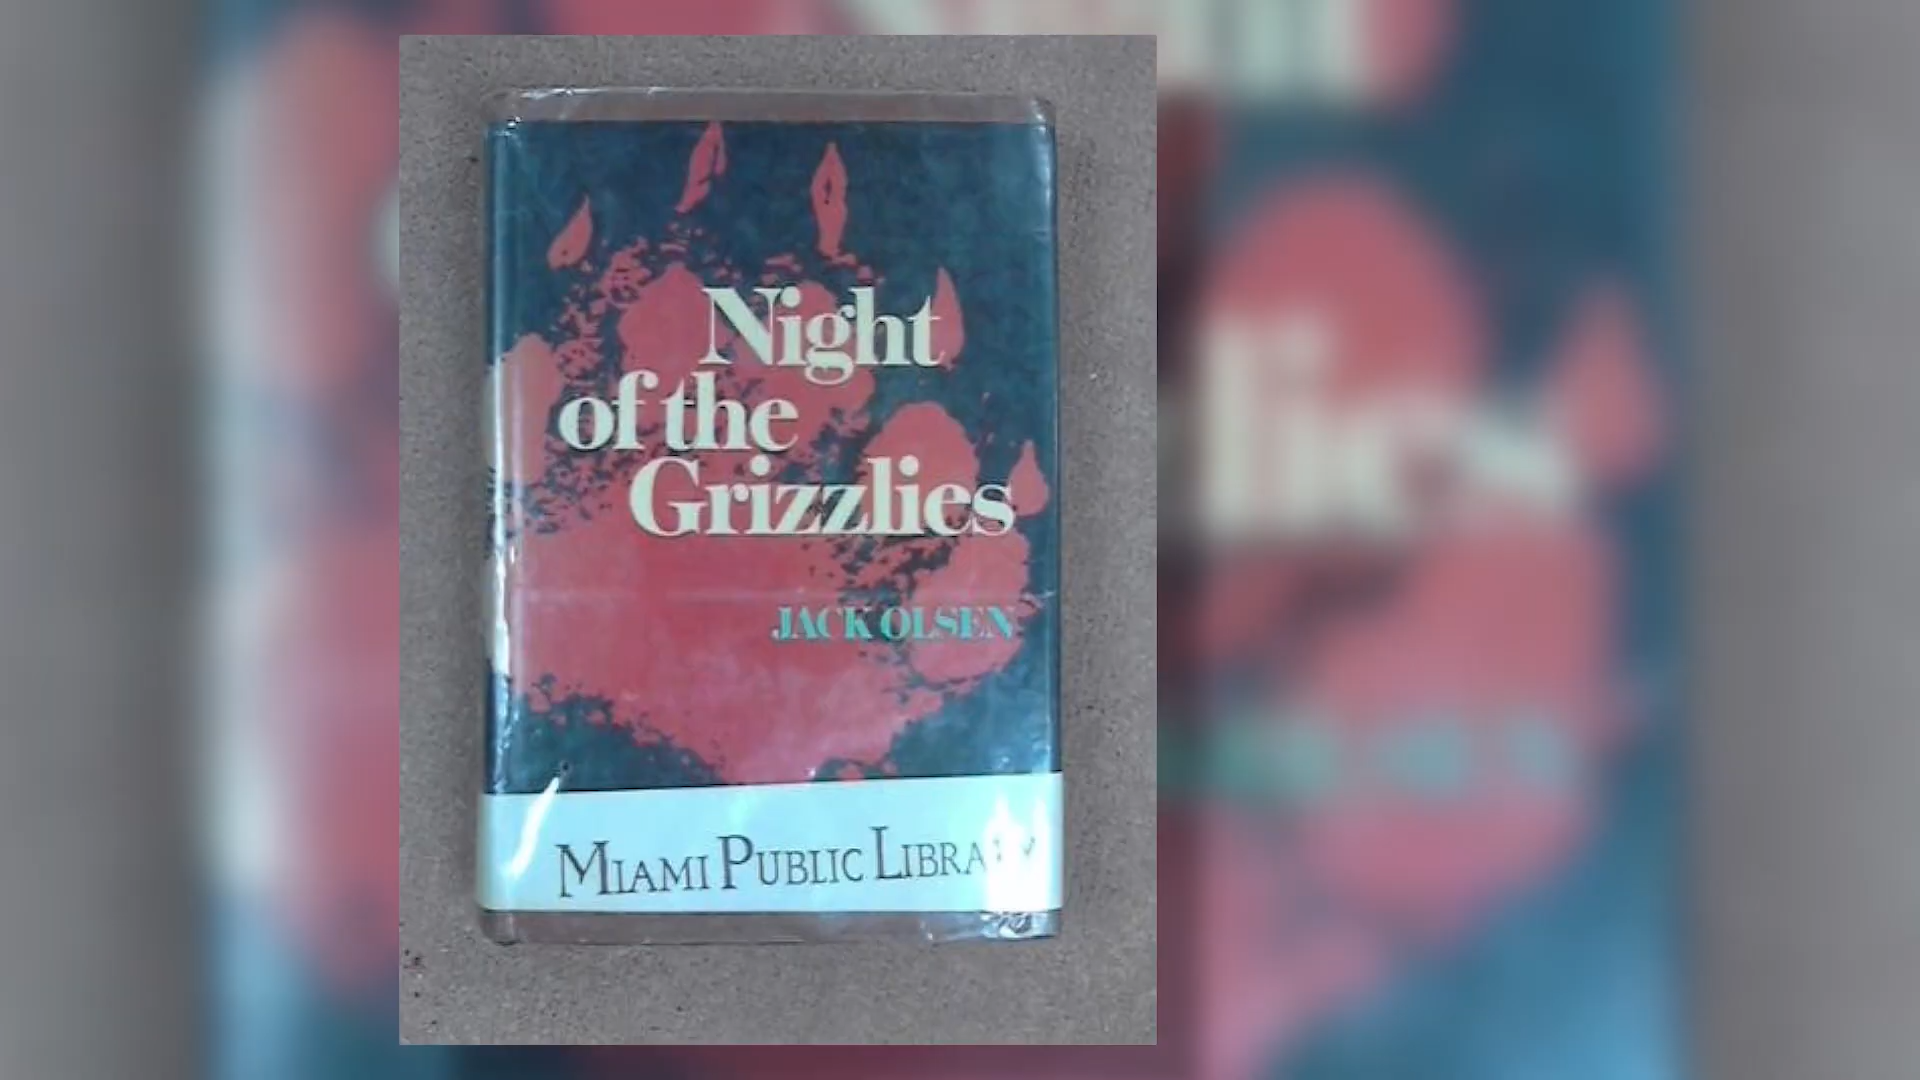 Night
of the
Grizzlies
JACK OLSEN
MIAMI PUBLIC